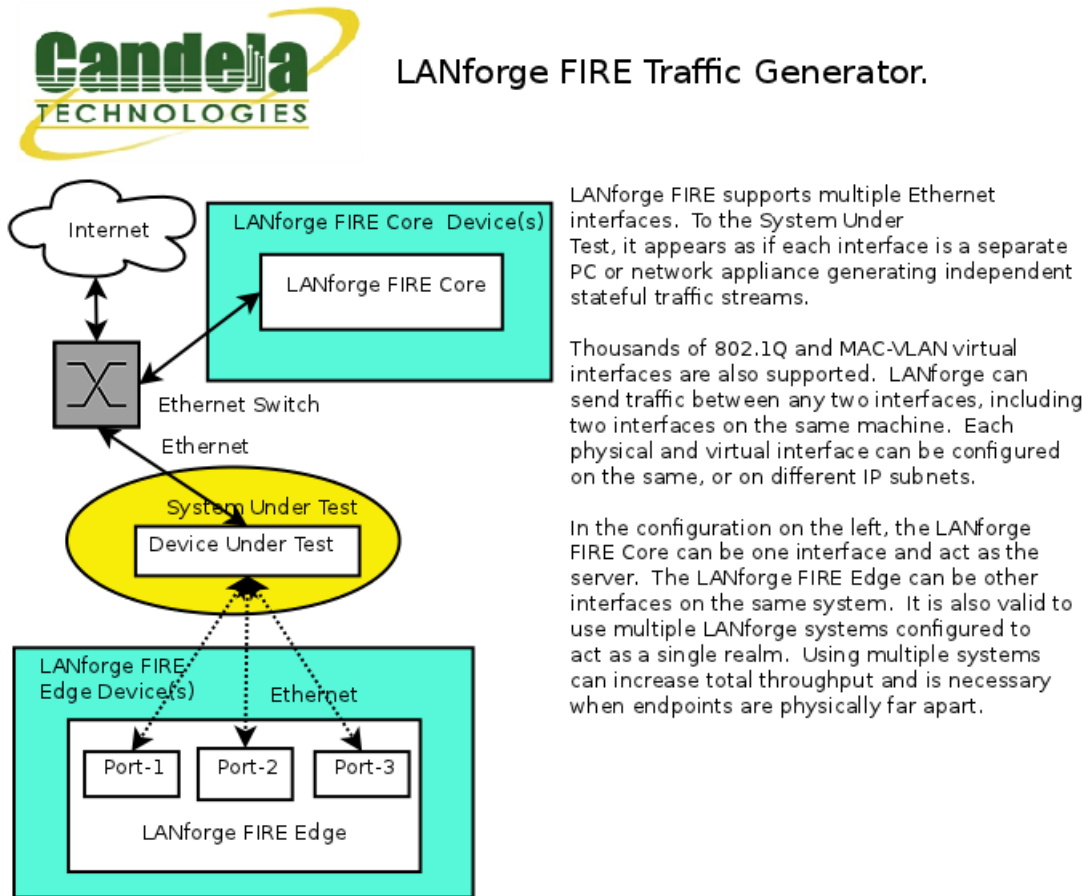 Candela
TECHNOLOGIES
LANforge FIRE Traffic Generator.
Internet
LANforge FIRE Core Device(s)
LANforge FIRE Core
Ethernet Switch
Ethernet
System Under Test
Device Under Test
LANforge FIRE
Edge Device(s)
Ethernet
Port-1
Port-2
Port-3
LANforge FIRE Edge
LANforge FIRE supports multiple Ethernet
interfaces. To the System Under
Test, it appears as if each interface is a separate
PC or network appliance generating independent
stateful traffic streams.
Thousands of 802.1Q and MAC-VLAN virtual
interfaces are also supported. LANforge can
send traffic between any two interfaces, including
two interfaces on the same machine. Each
physical and virtual interface can be configured
on the same, or on different IP subnets.
In the configuration on the left, the LANforge
FIRE Core can be one interface and act as the
server. The LANforge FIRE Edge can be other
interfaces on the same system. It is also valid to
use multiple LANforge systems configured to
act as a single realm. Using multiple systems
can increase total throughput and is necessary
when endpoints are physically far apart.